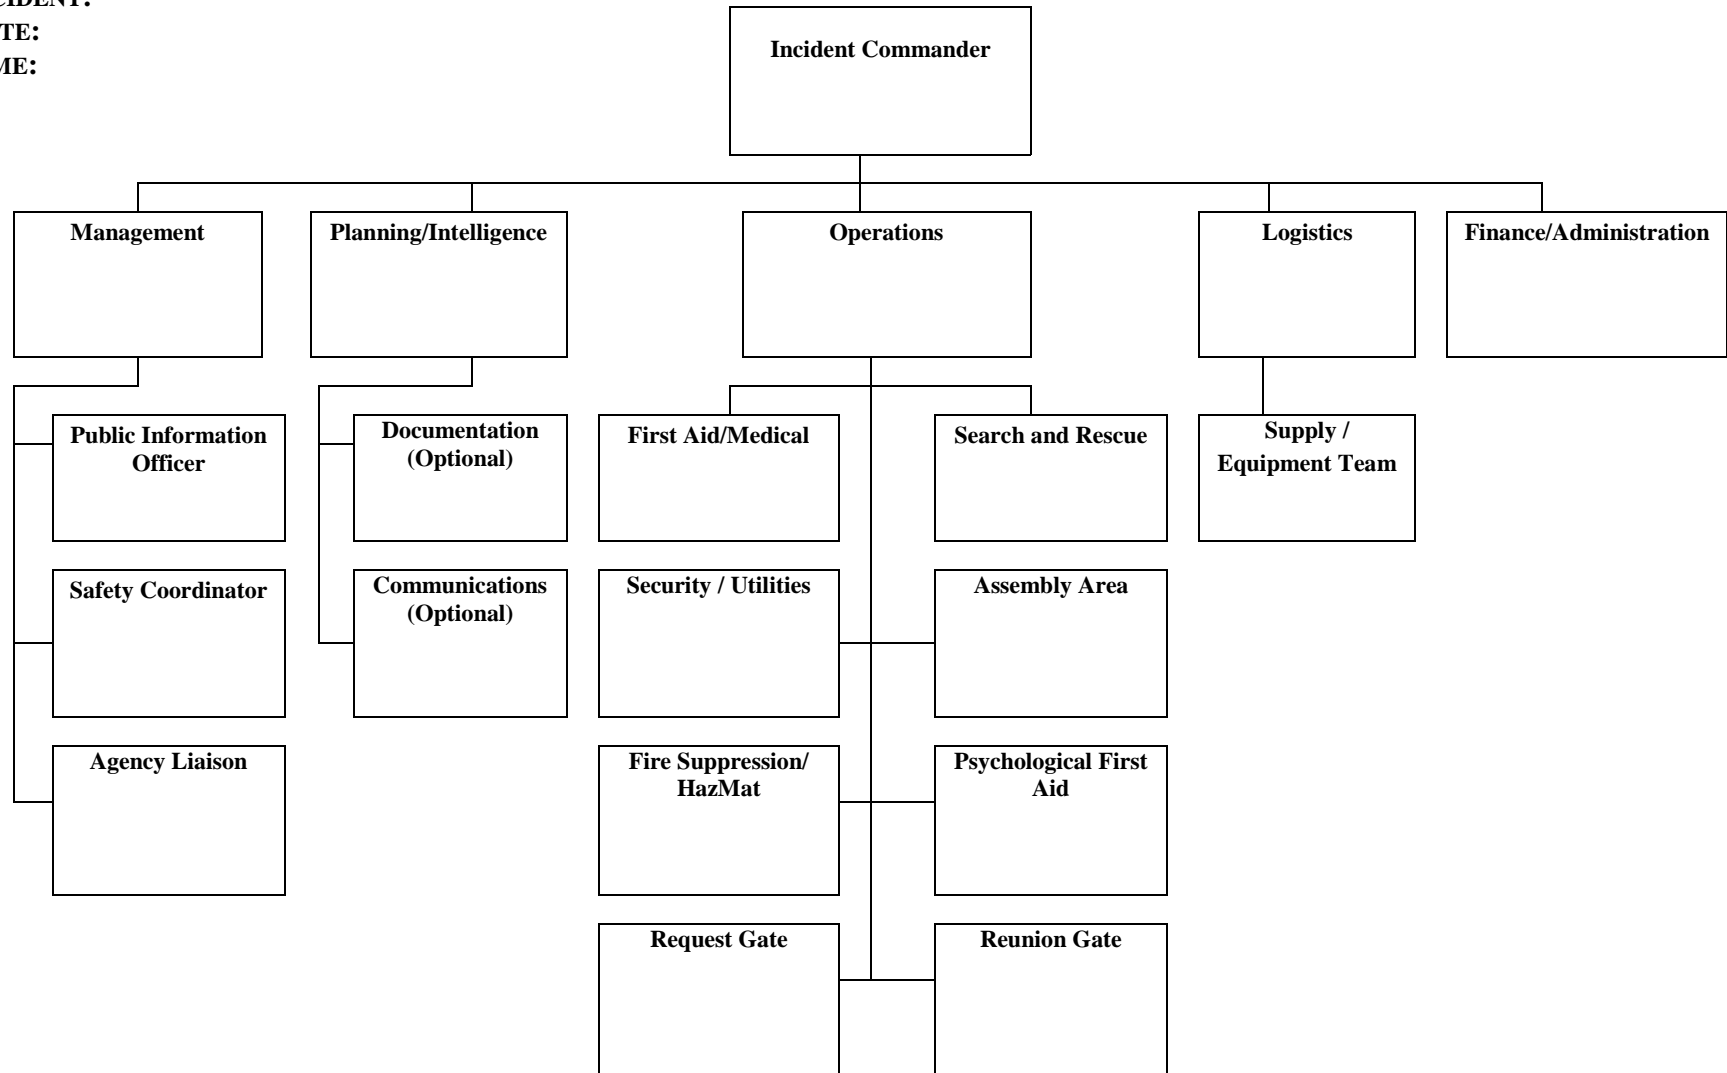 CIDENT:
TE:
ME:
Incident Commander
Management
Planning/Intelligence
Operations
Logistics
Finance/Administration
Public Information
Officer
Documentation
(Optional)
First Aid/Medical
Search and Rescue
Supply /
Equipment Team
Safety Coordinator
Communications
(Optional)
Security / Utilities
Assembly Area
Agency Liaison
Fire Suppression/
HazMat
Psychological First
Aid
Request Gate
Reunion Gate